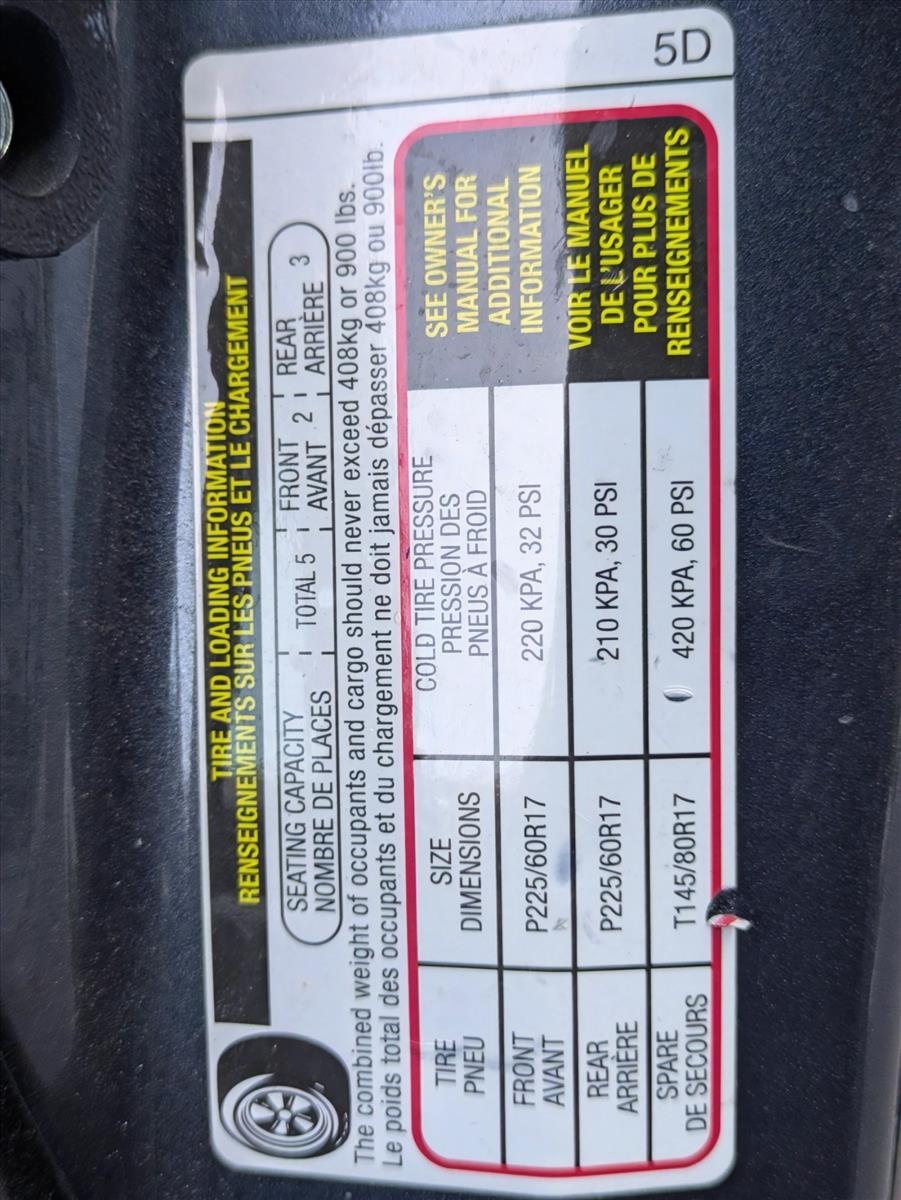 5D
TIRE AND LOADING INFORMATION
RENSEIGNEMENTS SUR LES PNEUS ET LE CHARGEMENT
SEATING CAPACITY TOTAL 5 FRONT 2 REAR 3
NOMBRE DE PLACES AVANT ARRIÈRE
The combined weight of occupants and cargo should never exceed 408kg or 900 lbs.
Le poids total des occupants et du chargement ne doit jamais dépasser 408kg ou 900lb.
TIRE SIZE COLD TIRE PRESSURE
PNEU DIMENSIONS PRESSION DES
PNEUS À FROID
FRONT P225/60R17 220 KPA, 32 PSI
AVANT
REAR P225/60R17 210 KPA, 30 PSI
ARRIÈRE
SPARE T145/80R17 420 KPA, 60 PSI
DE SECOURS
SEE OWNER'S
MANUAL FOR
ADDITIONAL
INFORMATION
VOIR LE MANUEL
DE L'USAGER
POUR PLUS DE
RENSEIGNEMENTS